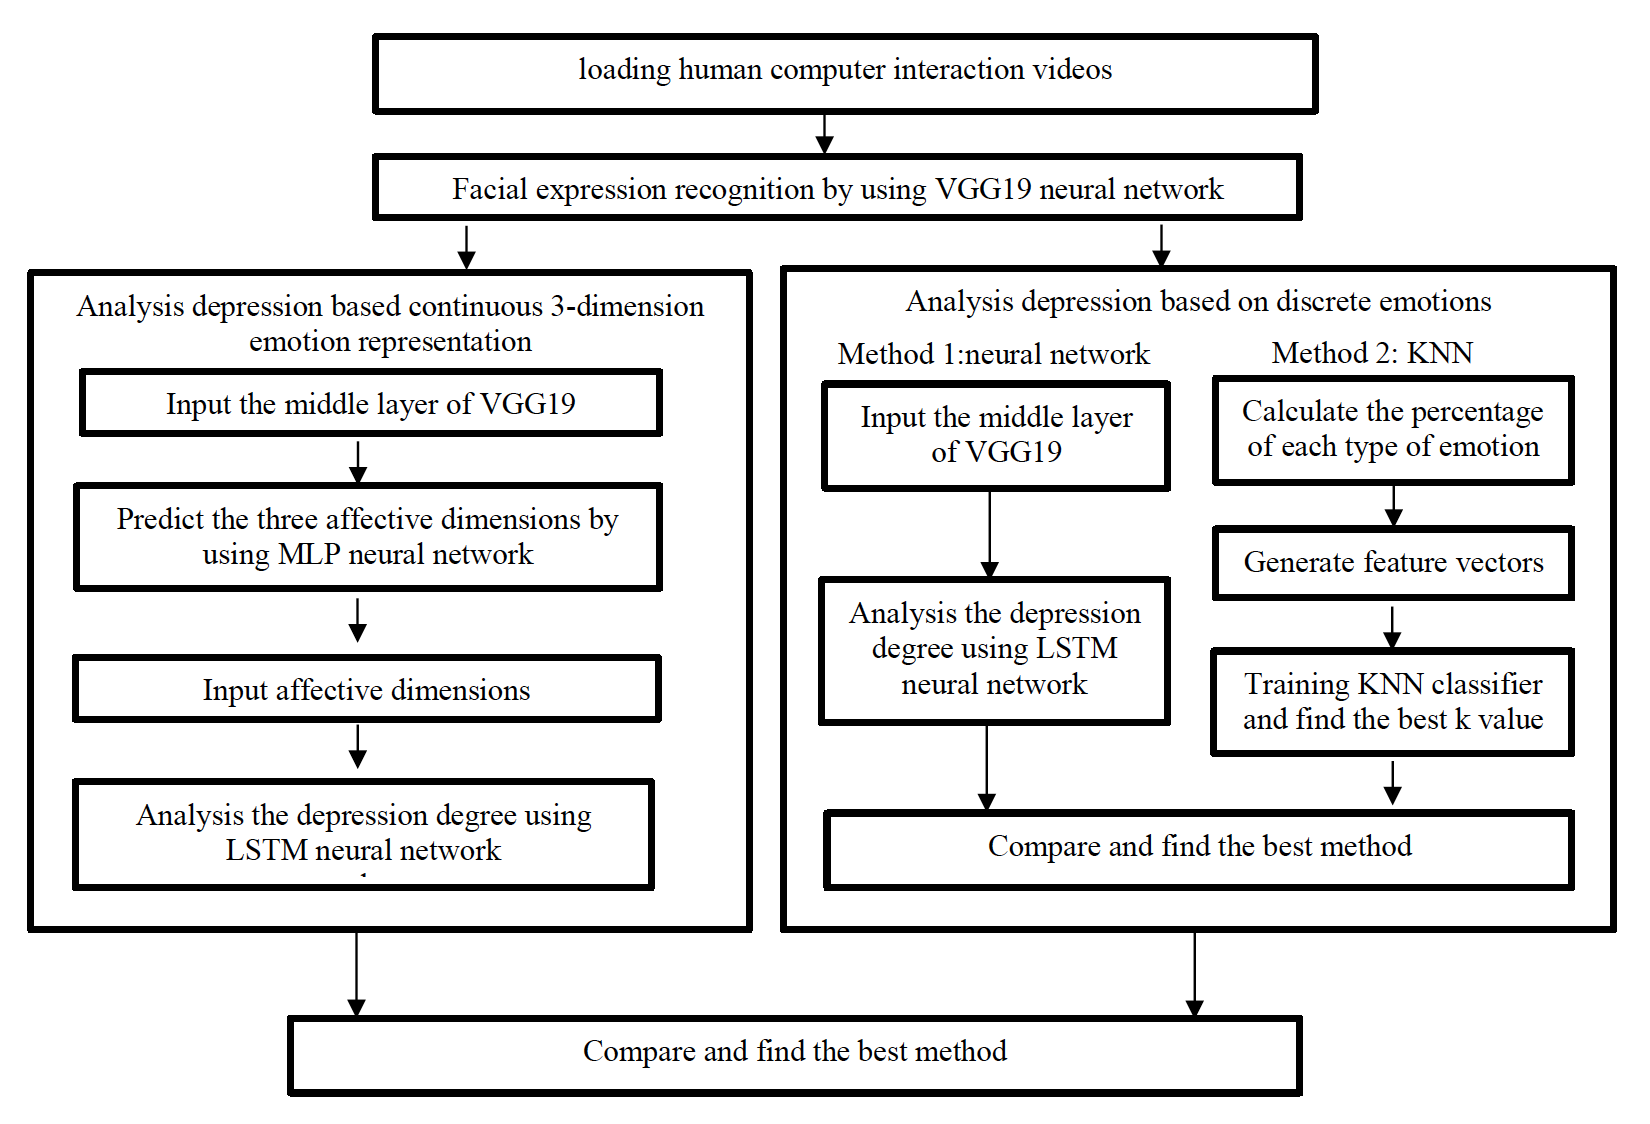 loading human computer interaction videos
Facial expression recognition by using VGG19 neural network
Analysis depression based continuous 3-dimension
emotion representation
Input the middle layer of VGG19
Predict the three affective dimensions by
using MLP neural network
Input affective dimensions
Analysis the depression degree using
LSTM neural network
Analysis depression based on discrete emotions
Method 1:neural network
Input the middle layer
of VGG19
Analysis the depression
degree using LSTM
neural network
Method 2: KNN
Calculate the percentage
of each type of emotion
Generate feature vectors
Training KNN classifier
and find the best k value
Compare and find the best method
Compare and find the best method